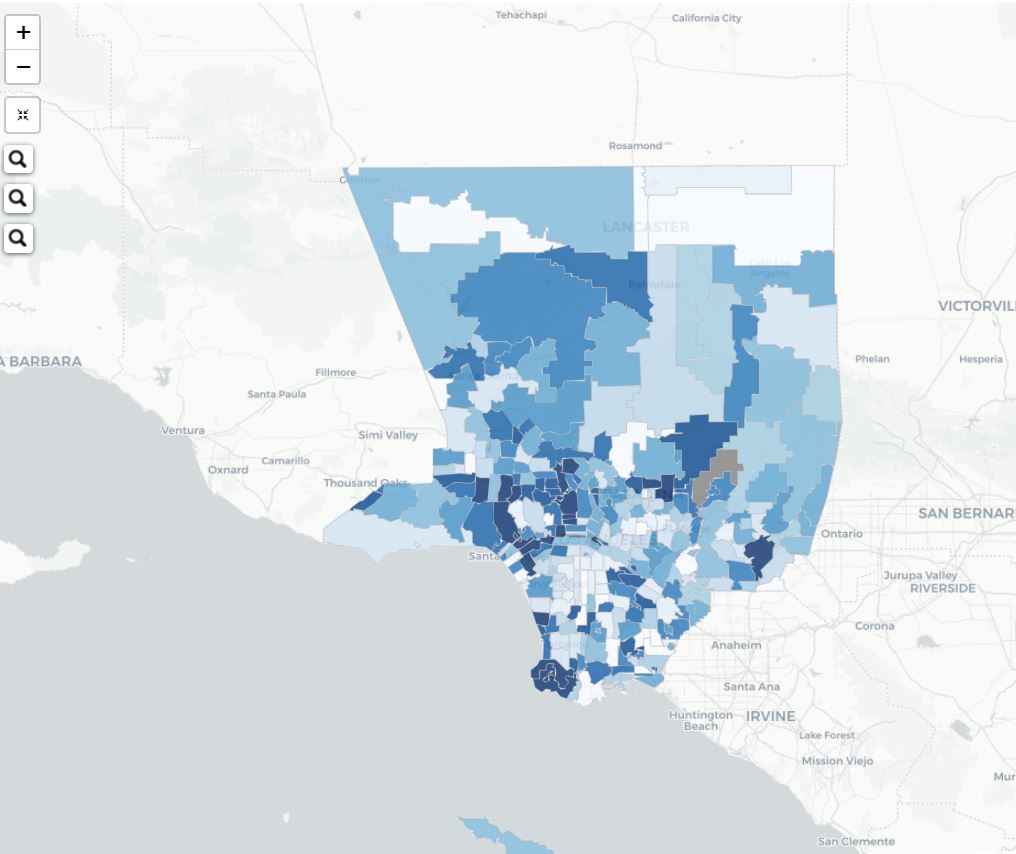 +
Tehachapi
California City
−
Rosamond
Gorman
LANCASTER
Lake Los
Angeles
Palmdale
VICTORVIL
A BARBARA
Phelan
Hesperia
Fillmore
Santa Paula
Ventura
Simi Valley
Camarillo
Oxnard
Thousand Oaks
SAN BERNAR
Ontario
Santa
Jurupa Valley
RIVERSIDE
Corona
Anaheim
Santa Ana
Huntington
Beach
IRVINE
Lake Forest
Mission Viejo
Mur
San Clemente